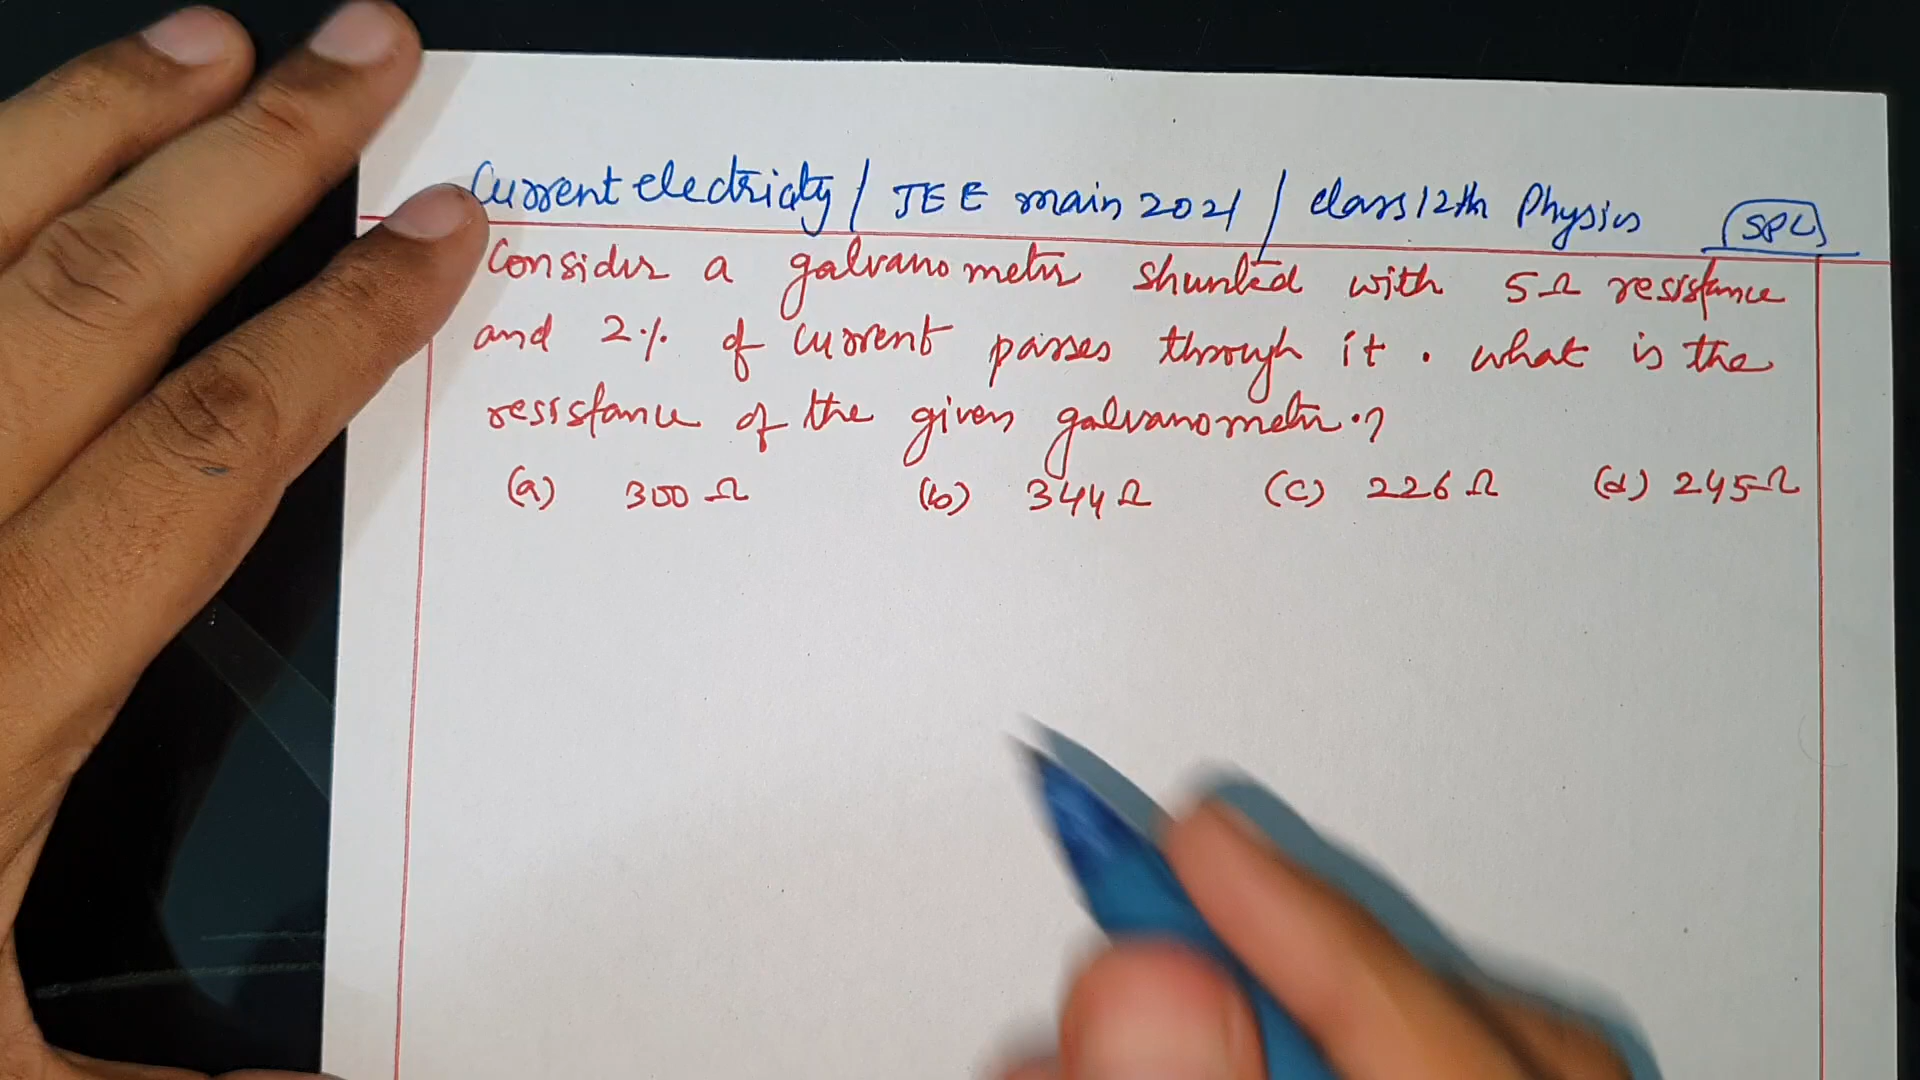 Current electricity / JEE main 2021 / class 12th Physics SPL
Consider a galvanometer shunted with 5Ω resistance
and 2% of current passes through it. what is the
resistance of the given galvanometer.?
(a) 300 Ω (b) 344 Ω (c) 226 Ω (d) 245 Ω